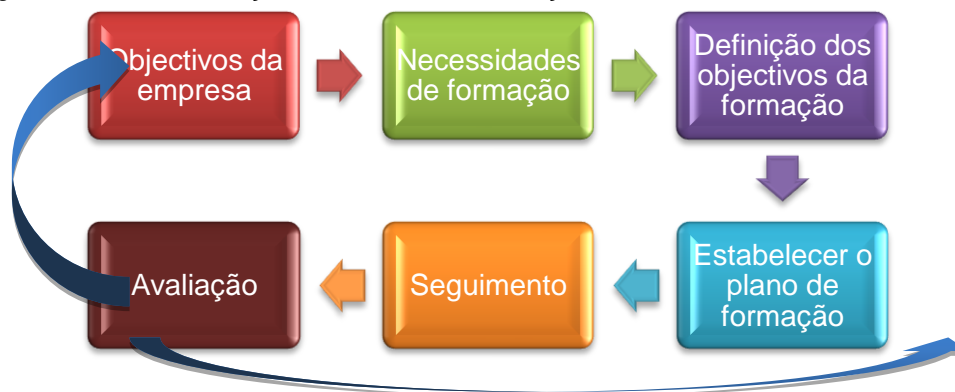 Objectivos da
empresa
Necessidades
de formação
Definição dos
objectivos da
formação
Avaliação
Seguimento
Estabelecer o
plano de
formação